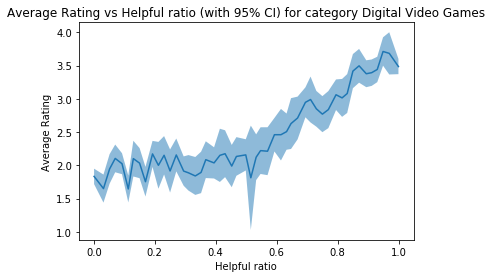 Average Rating vs Helpful ratio (with 95% CI) for category Digital Video Games
4.0
3.5
3.0
2.5
2.0
1.5
1.0
Average Rating
0.0 0.2 0.4 0.6 0.8 1.0
Helpful ratio